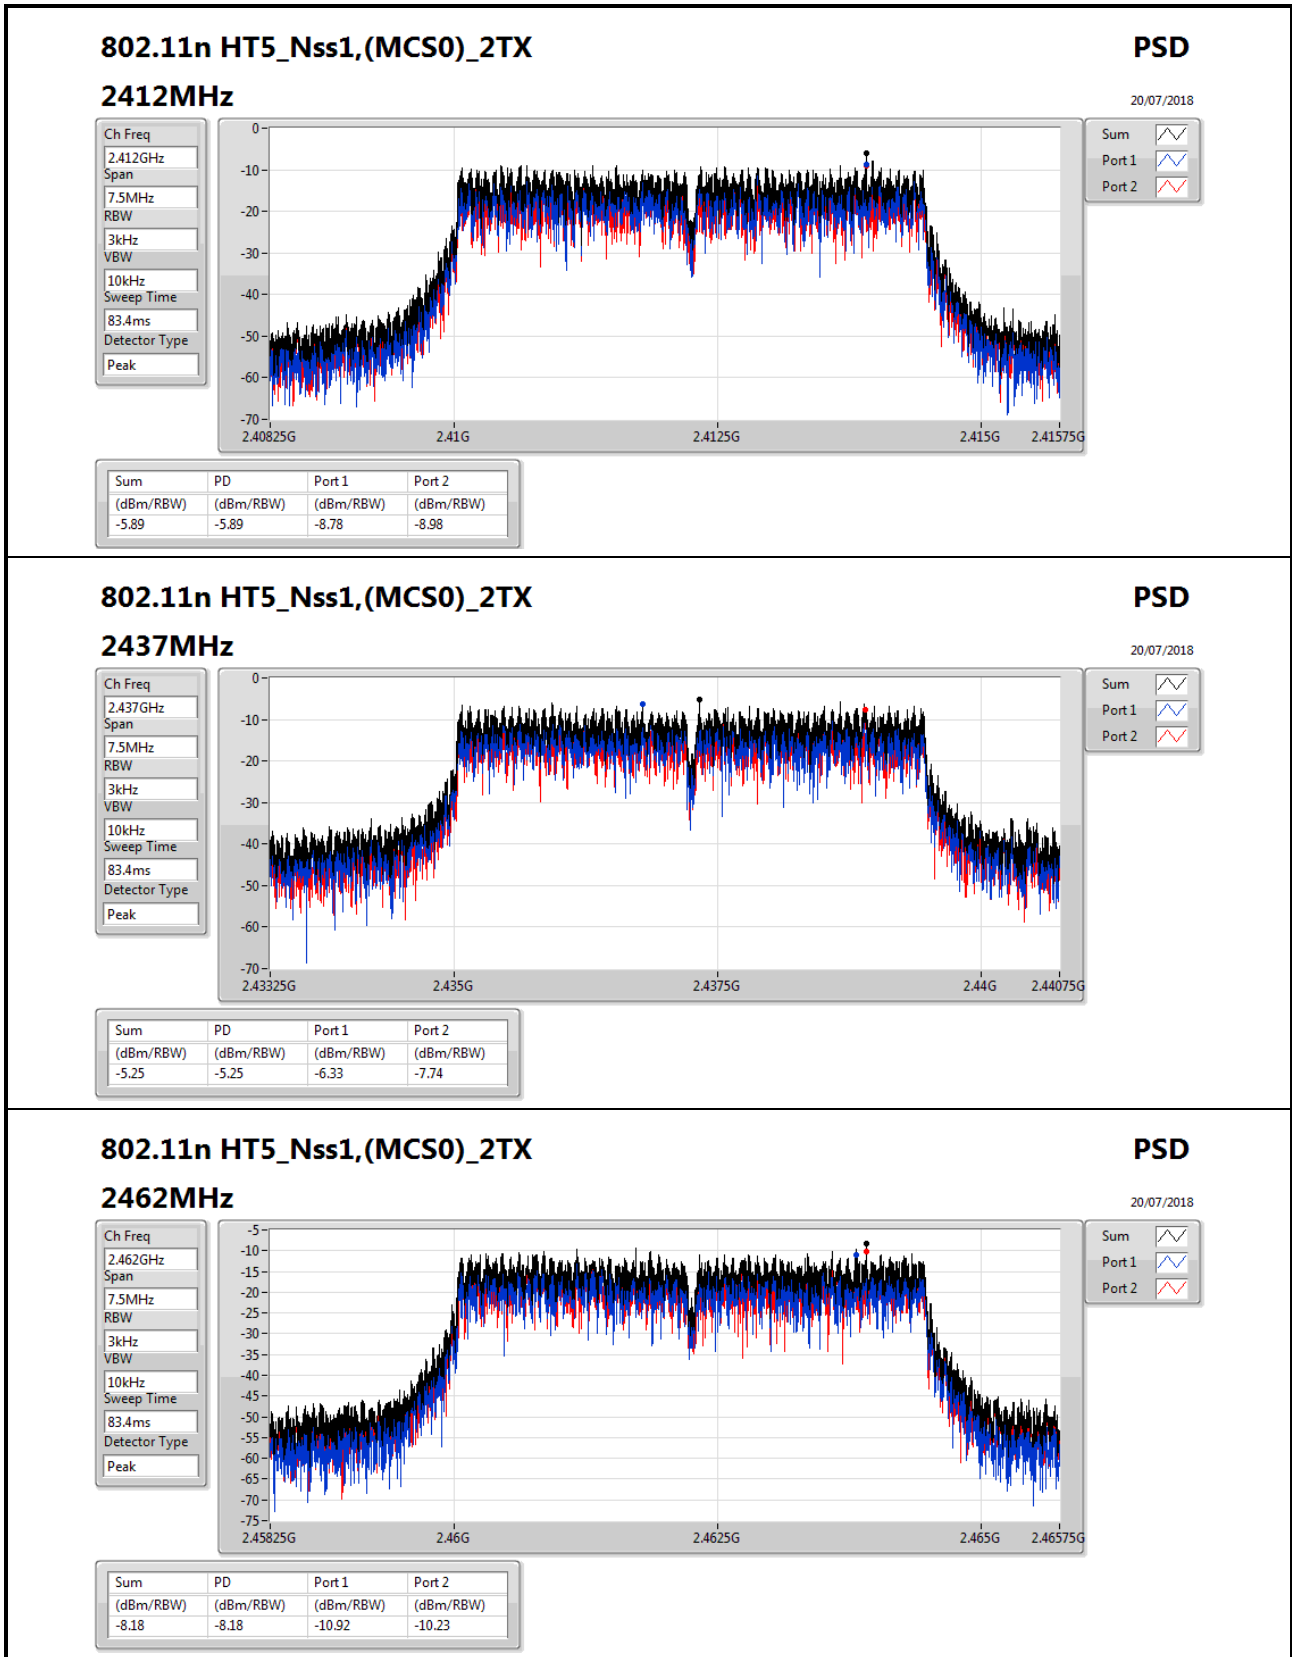 802.11n HT5_Nss1,(MCS0)_2TX PSD
2412MHz 20/07/2018
Ch Freq
2.412GHz
Span
7.5MHz
RBW
3kHz
VBW
10kHz
Sweep Time
83.4ms
Detector Type
Peak
0
-10
-20
-30
-40
-50
-60
-70
2.40825G 2.41G 2.4125G 2.415G 2.41575G
Sum
Port 1
Port 2
Sum PD Port 1 Port 2
(dBm/RBW) (dBm/RBW) (dBm/RBW) (dBm/RBW)
-5.89 -5.89 -8.78 -8.98
802.11n HT5_Nss1,(MCS0)_2TX PSD
2437MHz 20/07/2018
Ch Freq
2.437GHz
Span
7.5MHz
RBW
3kHz
VBW
10kHz
Sweep Time
83.4ms
Detector Type
Peak
0
-10
-20
-30
-40
-50
-60
-70
2.43325G 2.435G 2.4375G 2.44G 2.44075G
Sum
Port 1
Port 2
Sum PD Port 1 Port 2
(dBm/RBW) (dBm/RBW) (dBm/RBW) (dBm/RBW)
-5.25 -5.25 -6.33 -7.74
802.11n HT5_Nss1,(MCS0)_2TX PSD
2462MHz 20/07/2018
Ch Freq
2.462GHz
Span
7.5MHz
RBW
3kHz
VBW
10kHz
Sweep Time
83.4ms
Detector Type
Peak
-5
-10
-15
-20
-25
-30
-35
-40
-45
-50
-55
-60
-65
-70
-75
2.45825G 2.46G 2.4625G 2.465G 2.46575G
Sum
Port 1
Port 2
Sum PD Port 1 Port 2
(dBm/RBW) (dBm/RBW) (dBm/RBW) (dBm/RBW)
-8.18 -8.18 -10.92 -10.23